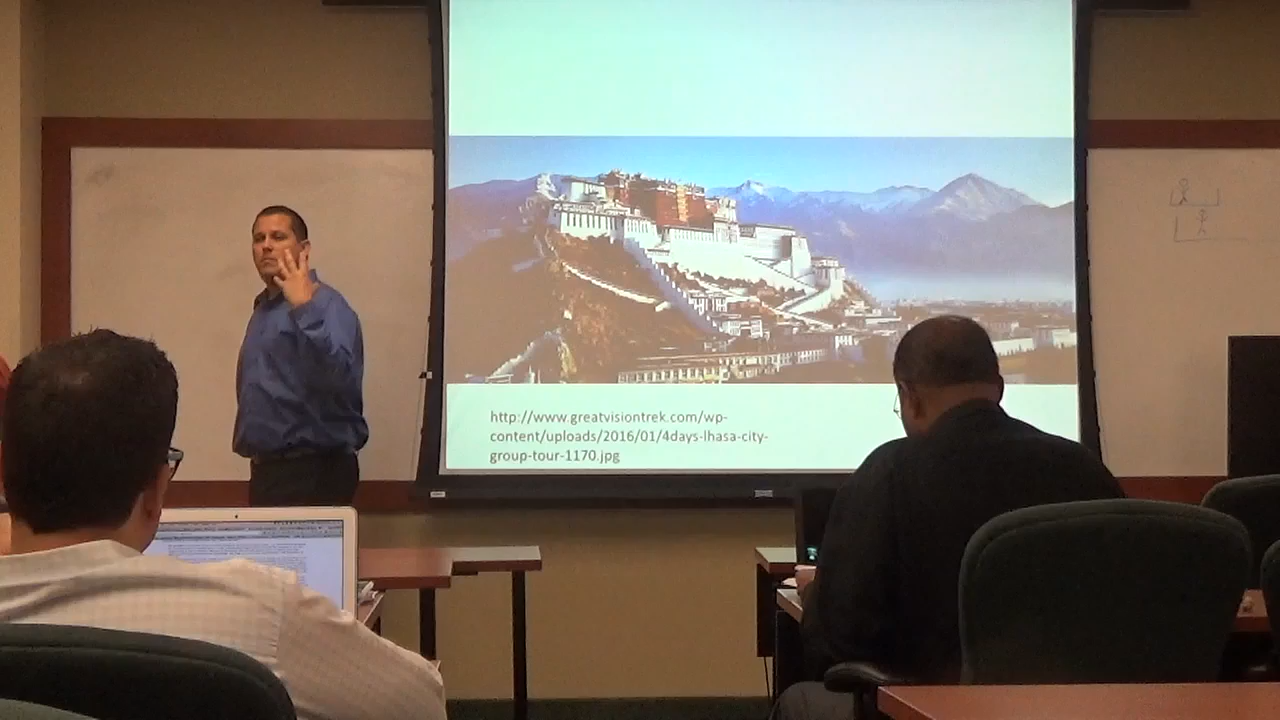 http://www.greatvisiontrek.com/wp-
content/uploads/2016/01/4days-lhasa-city-
group-tour-1170.jpg